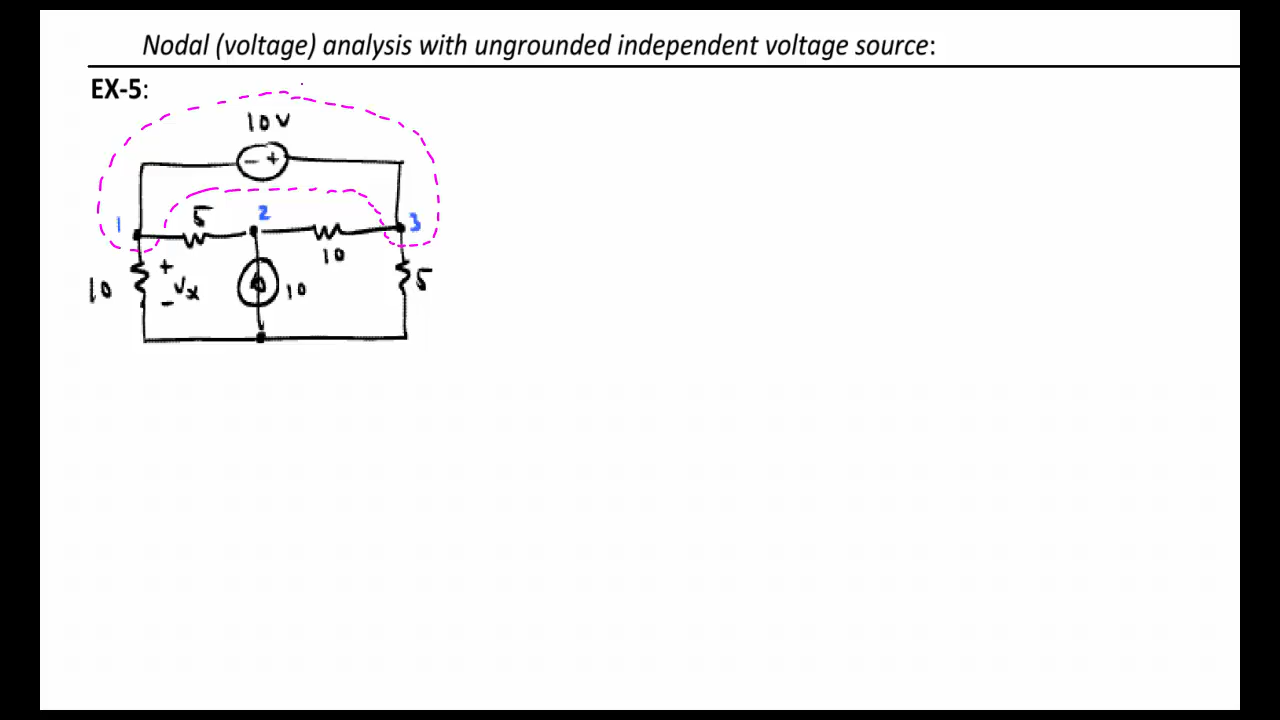 Nodal (voltage) analysis with ungrounded independent voltage source:
EX-5:
10V
- +
1 5 2 3
10
10 + Vx - 10 5